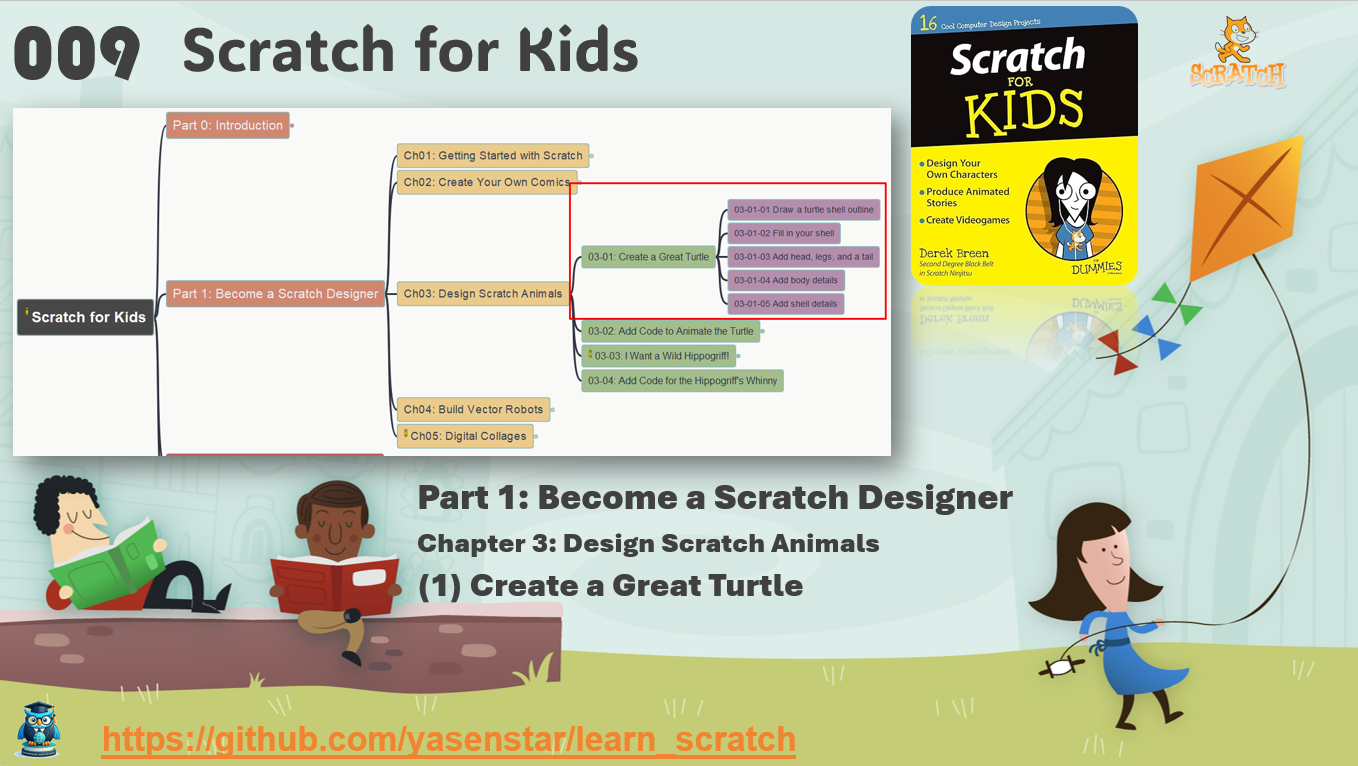 009 Scratch for Kids
Part 0: Introduction
Ch01: Getting Started with Scratch
Ch02: Create Your Own Comics
03-01-01 Draw a turtle shell outline
03-01-02 Fill in your shell
03-01: Create a Great Turtle
03-01-03 Add head, legs, and a tail
03-01-04 Add body details
Part 1: Become a Scratch Designer
Ch03: Design Scratch Animals
03-01-05 Add shell details
Scratch for Kids
03-02: Add Code to Animate the Turtle
03-03: I Want a Wild Hippogriff!
03-04: Add Code for the Hippogriff's Whinny
Ch04: Build Vector Robots
Ch05: Digital Collages
16 Cool Computer Design Projects
Scratch
FOR
KIDS
Design Your
Own Characters
Produce Animated
Stories
Create Videogames
Derek Breen
Second Degree Black Belt
in Scratch Ninjitsu
FOR
DUMMIES
SCRATCH
Part 1: Become a Scratch Designer
Chapter 3: Design Scratch Animals
(1) Create a Great Turtle
https://github.com/yasenstar/learn_scratch